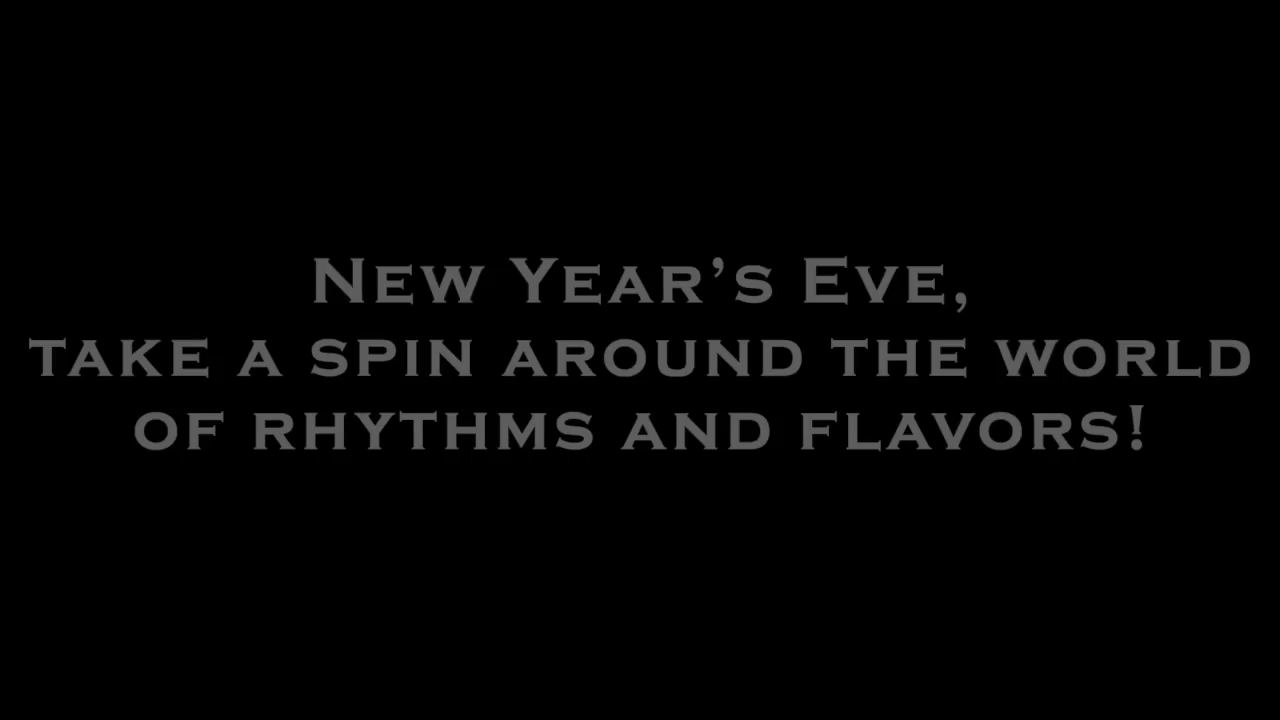 New Year’s Eve,
take a spin around the world
of rhythms and flavors!